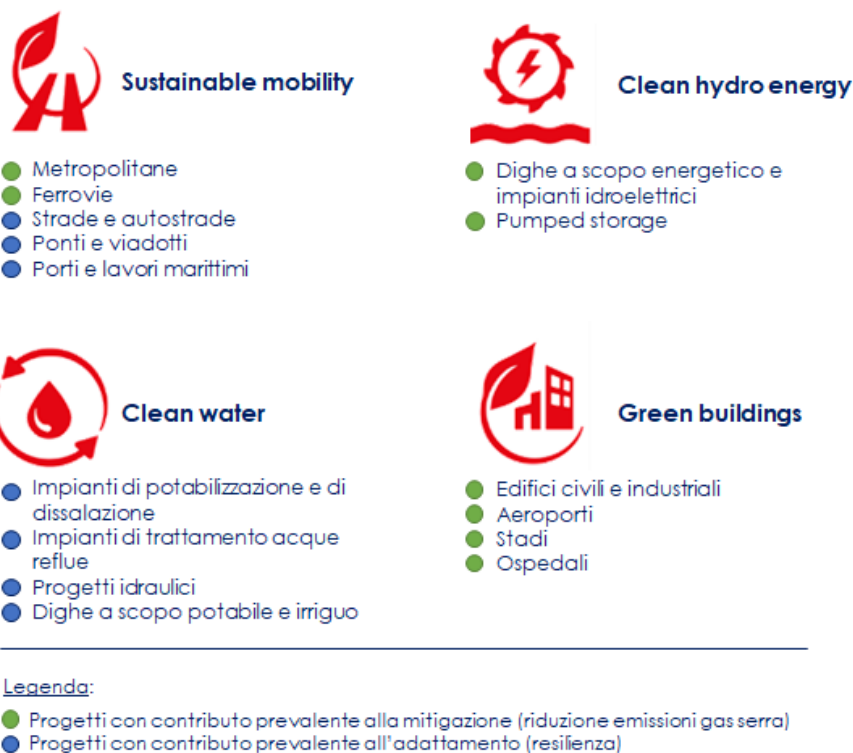 Sustainable mobility
Metropolitane
Ferrovie
Strade e autostrade
Ponti e viadotti
Porti e lavori marittimi
Clean hydro energy
Dighe a scopo energetico e
impianti idroelettrici
Pumped storage
Clean water
Impianti di potabilizzazione e di
dissalazione
Impianti di trattamento acque
reflue
Progetti idraulici
Dighe a scopo potabile e irriguo
Green buildings
Edifici civili e industriali
Aeroporti
Stadi
Ospedali
Legenda:
Progetti con contributo prevalente alla mitigazione (riduzione emissioni gas serra)
Progetti con contributo prevalente all'adattamento (resilienza)